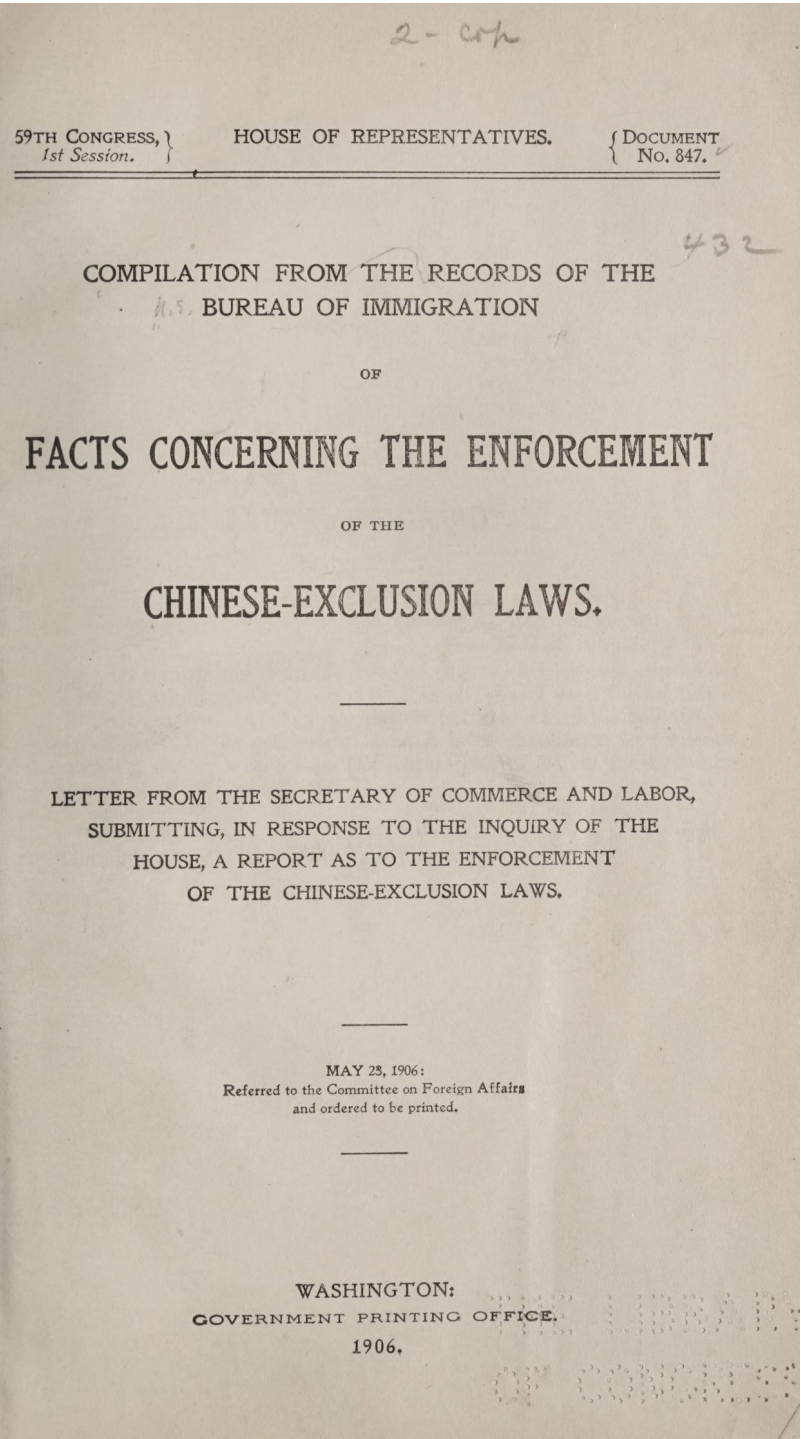 2 - cop
59TH CONGRESS, } HOUSE OF REPRESENTATIVES. { DOCUMENT
1st Session. } { No. 847.
432
COMPILATION FROM THE RECORDS OF THE
U.S. BUREAU OF IMMIGRATION
OF
FACTS CONCERNING THE ENFORCEMENT
OF THE
CHINESE-EXCLUSION LAWS.
LETTER FROM THE SECRETARY OF COMMERCE AND LABOR,
SUBMITTING, IN RESPONSE TO THE INQUIRY OF THE
HOUSE, A REPORT AS TO THE ENFORCEMENT
OF THE CHINESE-EXCLUSION LAWS.
MAY 23, 1906:
Referred to the Committee on Foreign Affairs
and ordered to be printed.
WASHINGTON:
GOVERNMENT PRINTING OFFICE.
1906.